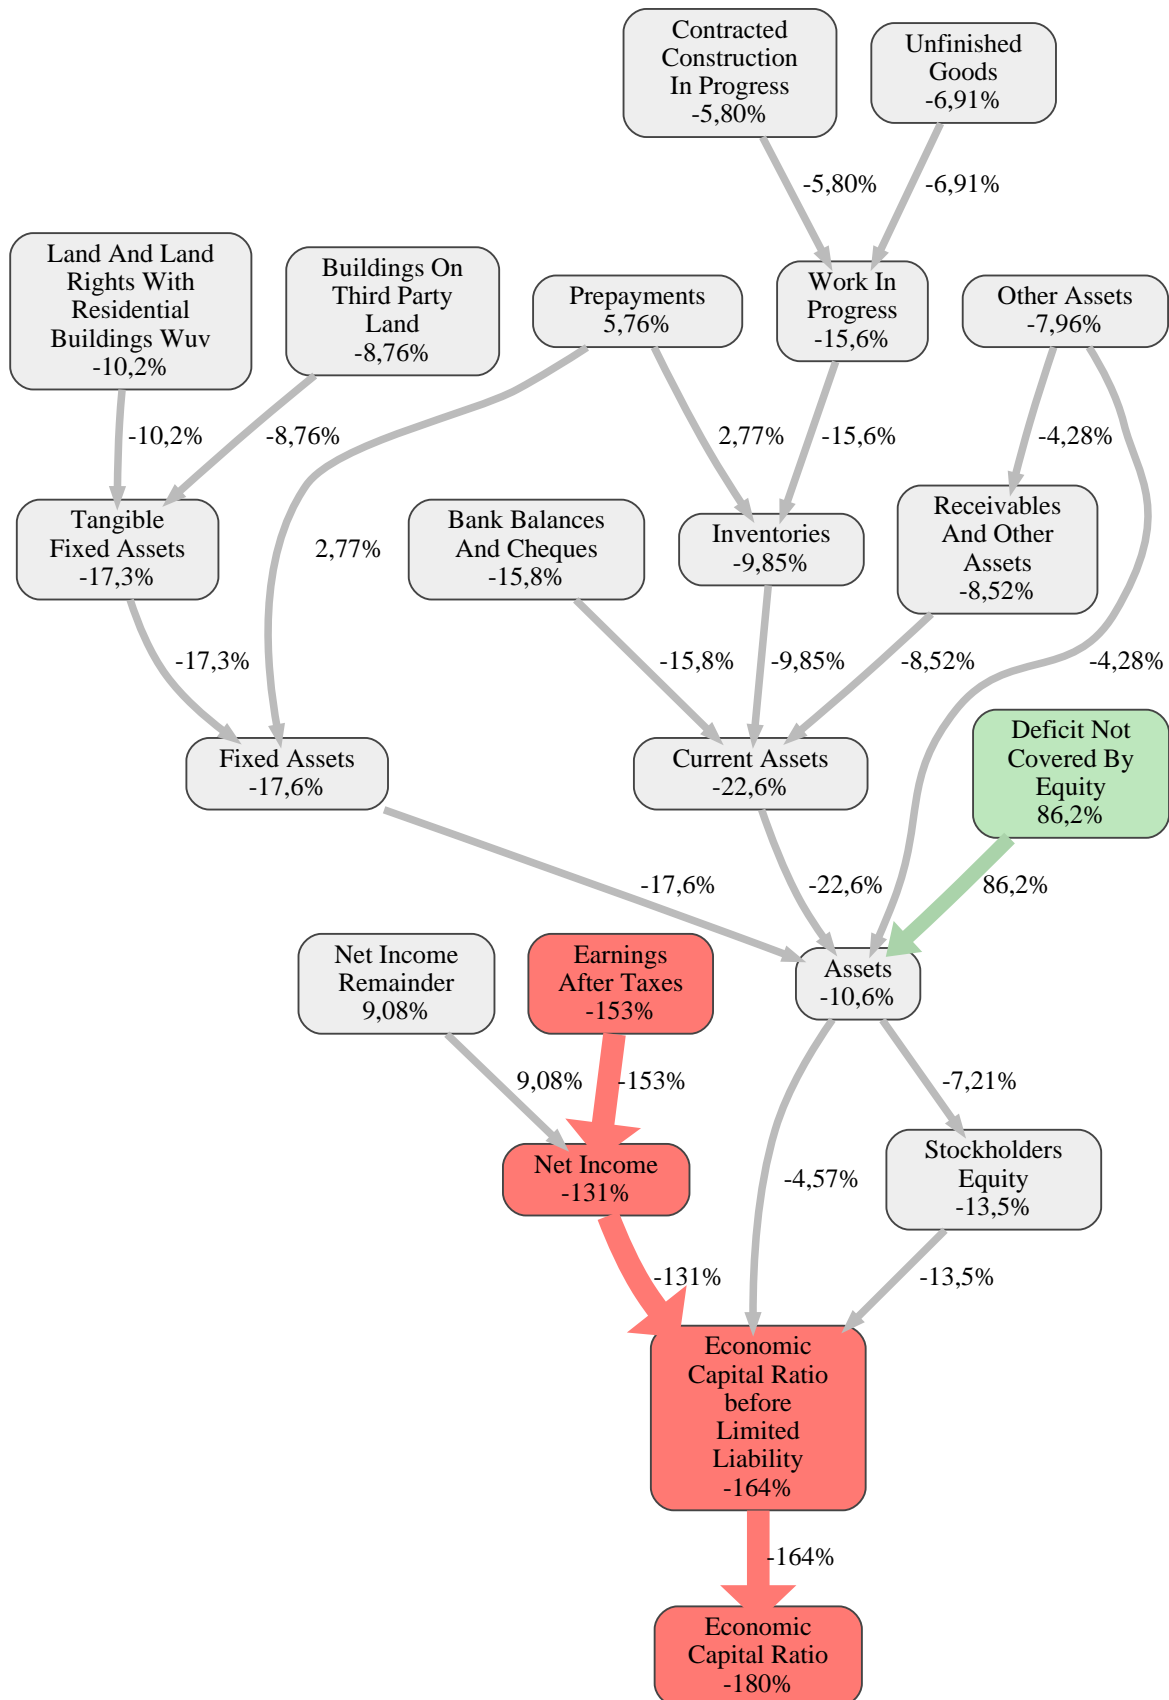 Contracted
Construction
In Progress
-5,80%
Unfinished
Goods
-6,91%
-5,80%
-6,91%
Land And Land
Rights With
Residential
Buildings Wuv
-10,2%
Buildings On
Third Party
Land
-8,76%
Prepayments
5,76%
Work In
Progress
-15,6%
Other Assets
-7,96%
-10,2%
-8,76%
2,77%
-15,6%
-4,28%
Tangible
Fixed Assets
-17,3%
2,77%
Bank Balances
And Cheques
-15,8%
Inventories
-9,85%
Receivables
And Other
Assets
-8,52%
-17,3%
-15,8%
-9,85%
-8,52%
-4,28%
Fixed Assets
-17,6%
Current Assets
-22,6%
Deficit Not
Covered By
Equity
86,2%
-17,6%
-22,6%
86,2%
Net Income
Remainder
9,08%
Earnings
After Taxes
-153%
Assets
-10,6%
9,08%
-153%
-7,21%
Net Income
-131%
-4,57%
Stockholders
Equity
-13,5%
-131%
-13,5%
Economic
Capital Ratio
before
Limited
Liability
-164%
-164%
Economic
Capital Ratio
-180%